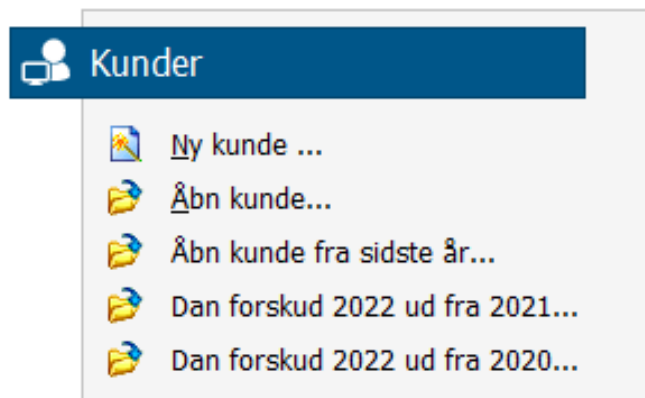 Kunder
Ny kunde ...
Åbn kunde...
Åbn kunde fra sidste år...
Dan forskud 2022 ud fra 2021...
Dan forskud 2022 ud fra 2020...